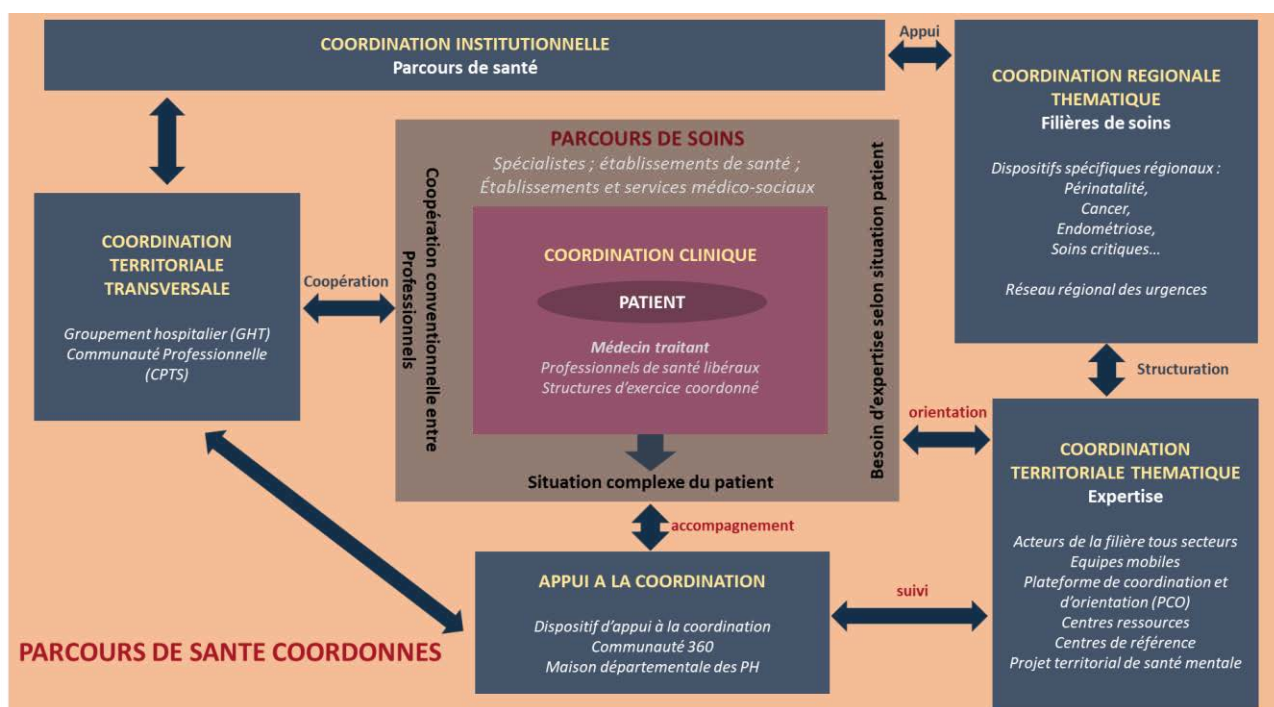 COORDINATION INSTITUTIONNELLE
Parcours de santé
Appui
COORDINATION REGIONALE
THEMATIQUE
Filières de soins
Dispositifs spécifiques régionaux :
Périnatalité,
Cancer,
Endométriose,
Soins critiques...
Réseau régional des urgences
PARCOURS DE SOINS
Spécialistes ; établissements de santé ;
Établissements et services médico-sociaux
COORDINATION
TERRITORIALE
TRANSVERSALE
Groupement hospitalier (GHT)
Communauté Professionnelle
(CPTS)
Coopération
Coopération conventionnelle entre
Professionnels
COORDINATION CLINIQUE
PATIENT
Médecin traitant
Professionnels de santé libéraux
Structures d'exercice coordonné
Besoin d'expertise selon situation patient
Situation complexe du patient
Structuration
orientation
COORDINATION
TERRITORIALE THEMATIQUE
Expertise
Acteurs de la filière tous secteurs
Equipes mobiles
Plateforme de coordination et
d'orientation (PCO)
Centres ressources
Centres de référence
Projet territorial de santé mentale
accompagnement
APPUI A LA COORDINATION
Dispositif d'appui à la coordination
Communauté 360
Maison départementale des PH
suivi
PARCOURS DE SANTE COORDONNES